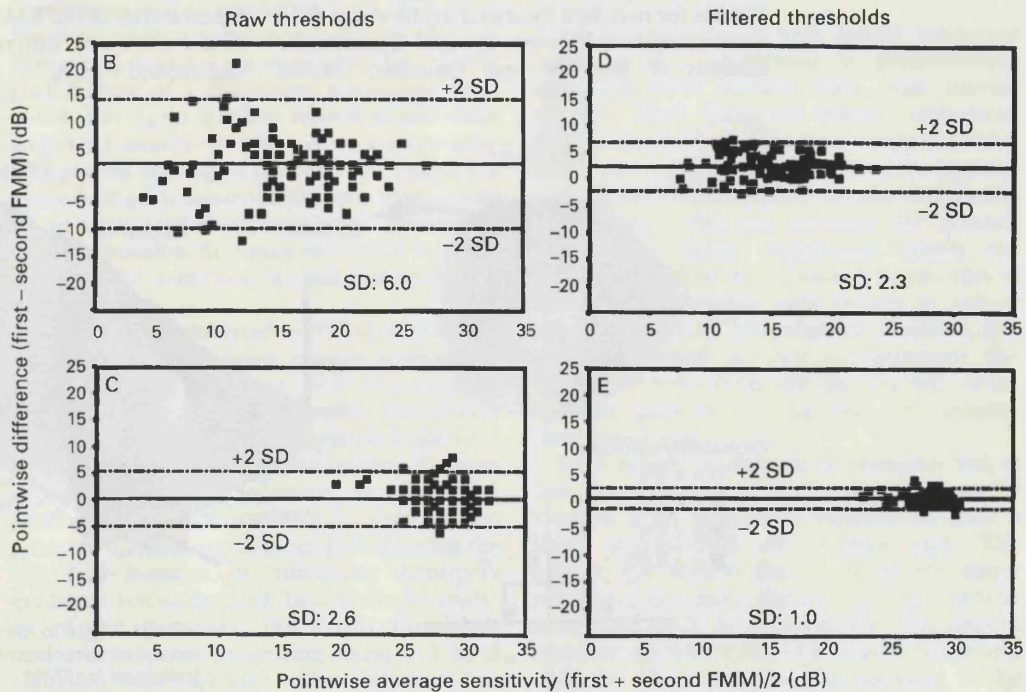 Raw thresholds
Filtered thresholds
Pointwise difference (first – second FMM) (dB)
B
25
20
15
10
5
0
–5
–10
–15
–20
+2 SD
–2 SD
SD: 6.0
0 5 10 15 20 25 30 35
D
25
20
15
10
5
0
–5
–10
–15
–20
+2 SD
–2 SD
SD: 2.3
0 5 10 15 20 25 30 35
C
25
20
15
10
5
0
–5
–10
–15
–20
+2 SD
–2 SD
SD: 2.6
0 5 10 15 20 25 30 35
E
25
20
15
10
5
0
–5
–10
–15
–20
+2 SD
–2 SD
SD: 1.0
0 5 10 15 20 25 30 35
Pointwise average sensitivity (first + second FMM)/2 (dB)